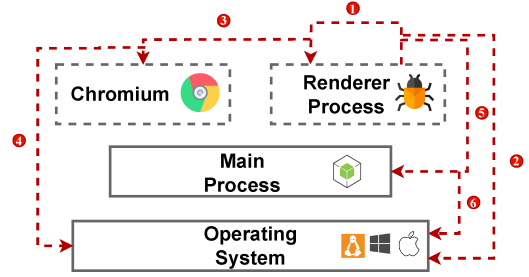 1
3
Chromium
Renderer
Process
4
5
Main
Process
2
6
Operating
System